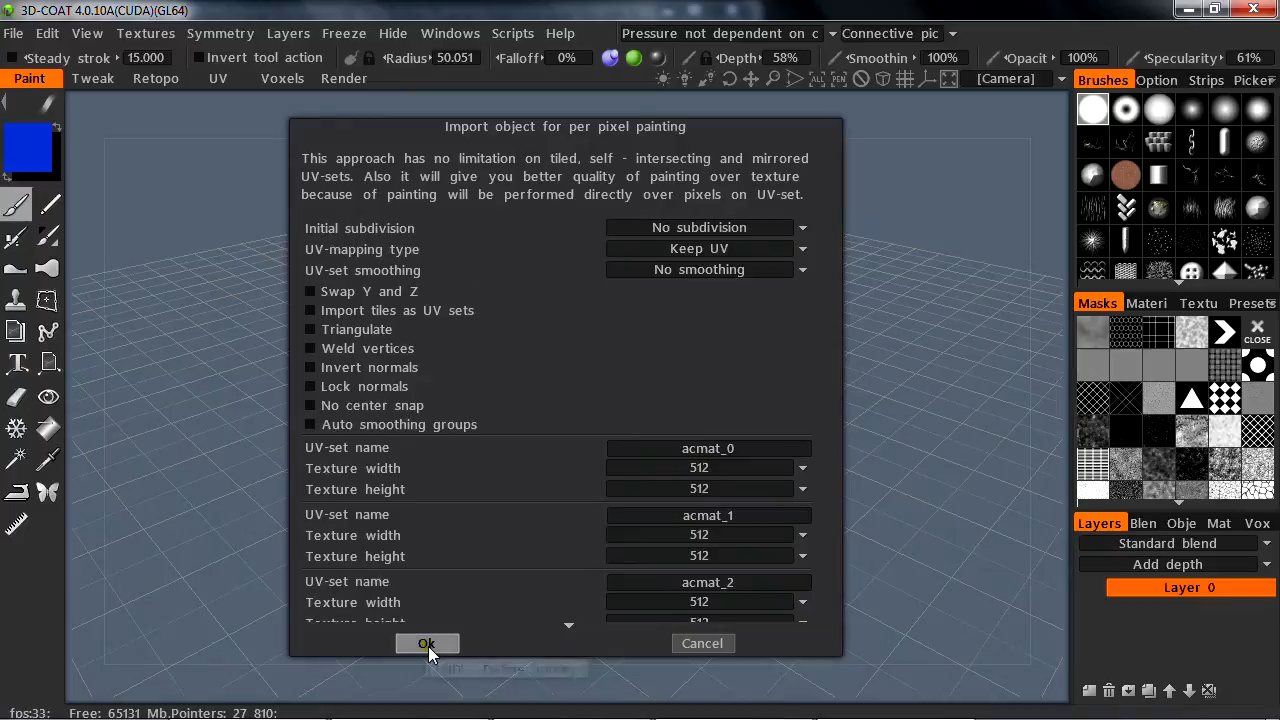 3D-COAT 4.0.10A(CUDA)(GL64)
File Edit View Textures Symmetry Layers Freeze Hide Windows Scripts Help Pressure not dependent on c Connective pic
Steady strok 15.000 Invert tool action Radius 50.051 Falloff 0% Depth 58% Smoothin 100% Opacit 100% Specularity 61%
Paint Tweak Retopo UV Voxels Render [Camera] Brushes Option Strips Picker
ALL PEN
Import object for per pixel painting
This approach has no limitation on tiled, self - intersecting and mirrored
UV-sets. Also it will give you better quality of painting over texture
because of painting will be performed directly over pixels on UV-set.
Initial subdivision No subdivision
UV-mapping type Keep UV
UV-set smoothing No smoothing
Swap Y and Z
Import tiles as UV sets
Triangulate
Weld vertices
Invert normals
Lock normals
No center snap
Auto smoothing groups
UV-set name acmat_0
Texture width 512
Texture height 512
UV-set name acmat_1
Texture width 512
Texture height 512
UV-set name acmat_2
Texture width 512
Texture height 512
Ok Cancel
Masks Materi Textu Presets
CLOSE
Layers Blen Obje Mat Vox
Standard blend
Add depth
Layer 0
fps:33; Free: 65131 Mb,Pointers: 27 810;